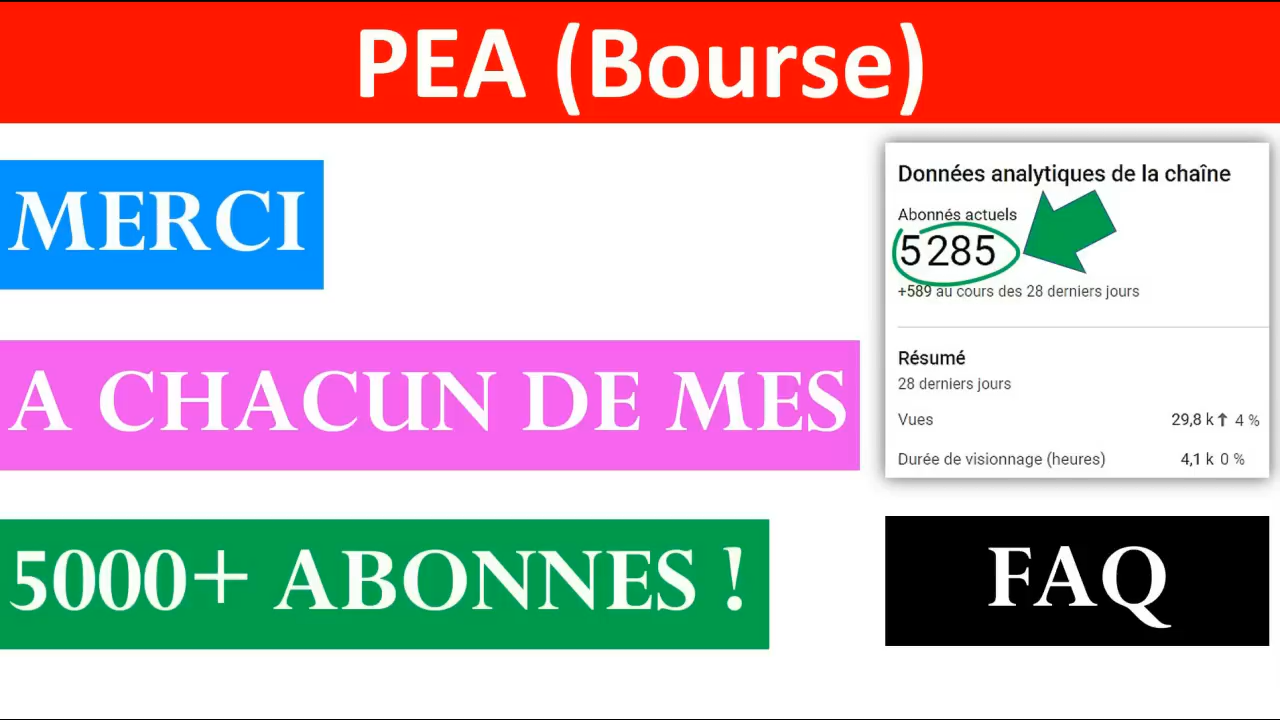 PEA (Bourse)
MERCI
A CHACUN DE MES
5000+ ABONNES !
Données analytiques de la chaîne
Abonnés actuels
5 285
+589 au cours des 28 derniers jours
Résumé
28 derniers jours
Vues 29,8 k 4 %
Durée de visionnage (heures) 4,1 k 0 %
FAQ